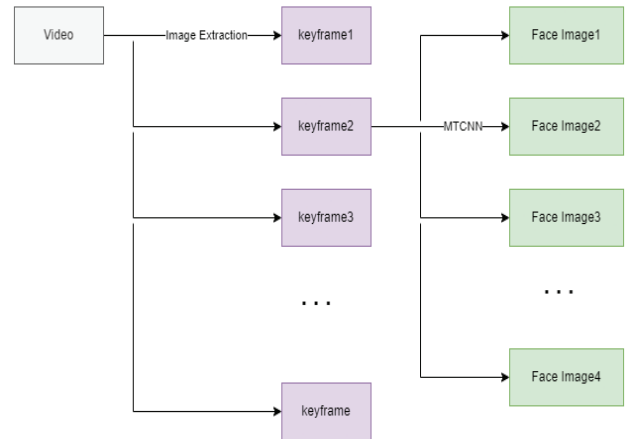 Video
Image Extraction
keyframe1
Face Image1
keyframe2
MTCNN
Face Image2
keyframe3
Face Image3
...
...
Face Image4
keyframe